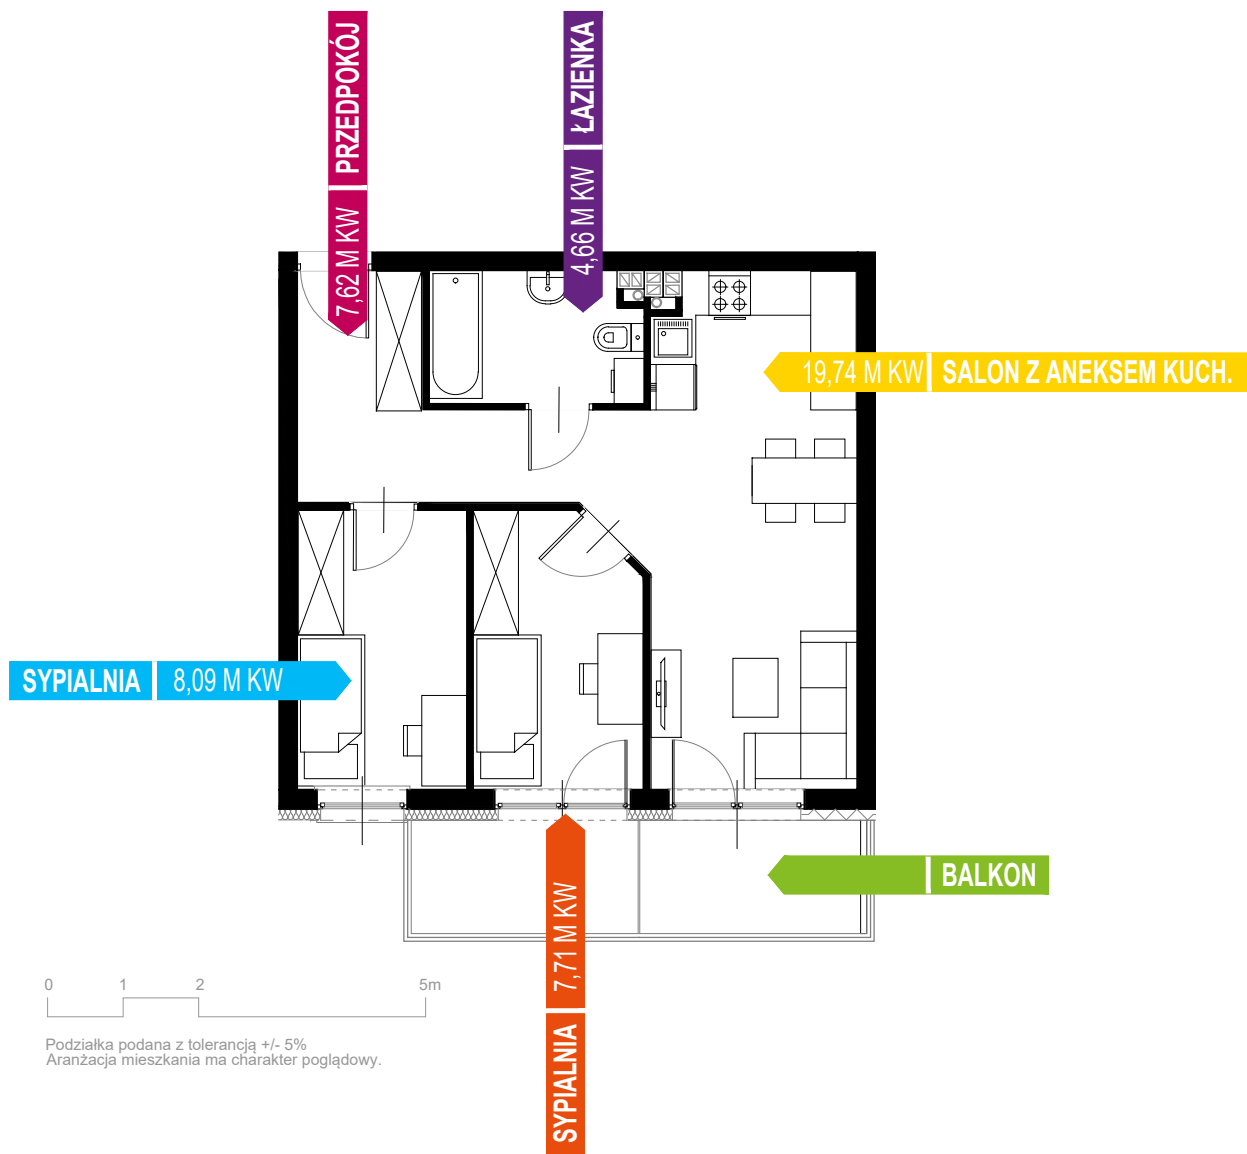 PRZEDPOKÓJ
7,62 M KW
ŁAZIENKA
4,66 M KW
19,74 M KW
SALON Z ANEKSEM KUCH.
SYPIALNIA
8,09 M KW
BALKON
7,71 M KW
SYPIALNIA
0 1 2 5m
Podziałka podana z tolerancją +/- 5%
Aranżacja mieszkania ma charakter poglądowy.